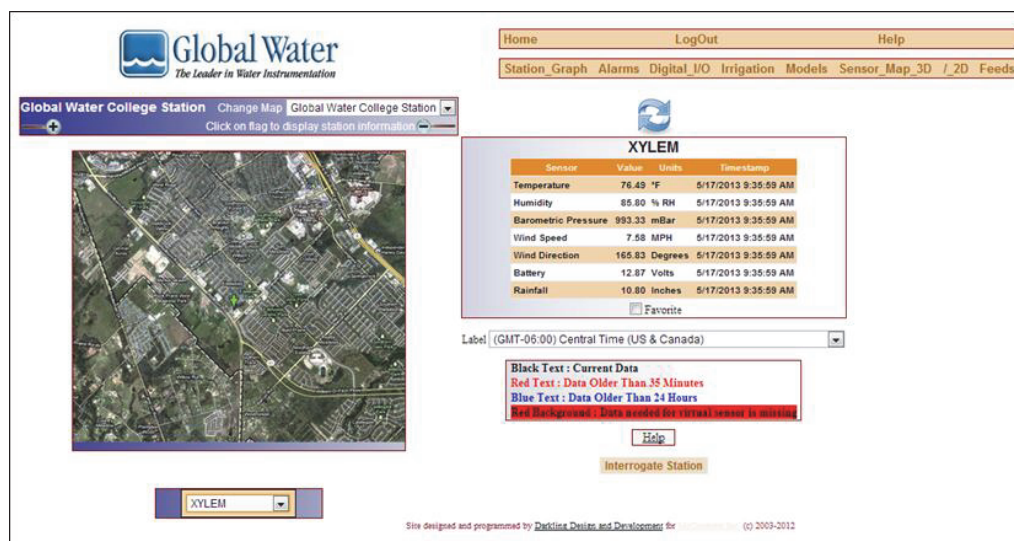 Global Water
The Leader in Water Instrumentation
Home LogOut Help
Station_Graph Alarms Digital_I/O Irrigation Models Sensor_Map_3D /_2D Feeds
Global Water College Station Change Map Global Water College Station
Click on flag to display station information
XYLEM
Sensor Value Units Timestamp
Temperature 76.49 °F 5/17/2013 9:35:59 AM
Humidity 85.80 % RH 5/17/2013 9:35:59 AM
Barometric Pressure 993.33 mBar 5/17/2013 9:35:59 AM
Wind Speed 7.58 MPH 5/17/2013 9:35:59 AM
Wind Direction 165.83 Degrees 5/17/2013 9:35:59 AM
Battery 12.87 Volts 5/17/2013 9:35:59 AM
Rainfall 10.80 Inches 5/17/2013 9:35:59 AM
Favorite
Label (GMT-06:00) Central Time (US & Canada)
Black Text : Current Data
Red Text : Data Older Than 35 Minutes
Blue Text : Data Older Than 24 Hours
Red Background : Data needed for virtual sensor is missing
Help
Interrogate Station
XYLEM
Site designed and programmed by Darkling Design and Development for (c) 2003-2012